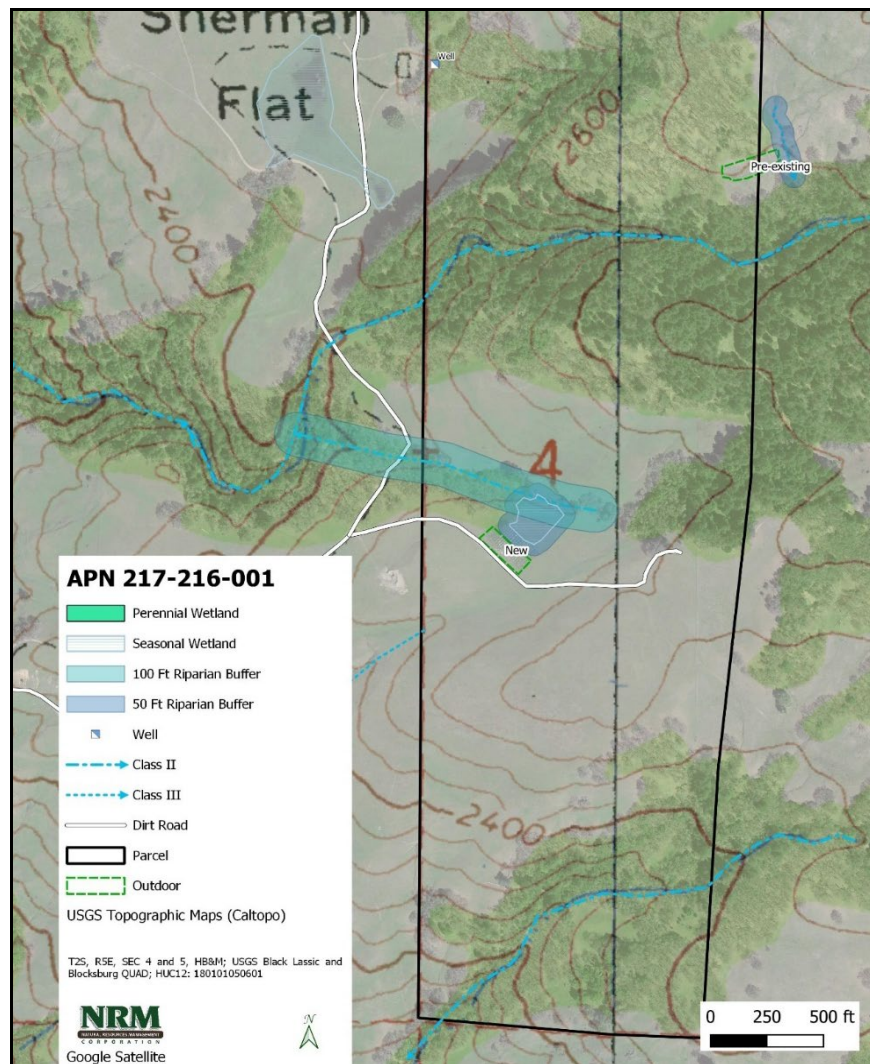 Sherman
Flat
Well
2600
Pre-existing
2400
4
New
2400
APN 217-216-001
Perennial Wetland
Seasonal Wetland
100 Ft Riparian Buffer
50 Ft Riparian Buffer
Well
Class II
Class III
Dirt Road
Parcel
Outdoor
USGS Topographic Maps (Caltopo)
T2S, R5E, SEC 4 and 5, HB&M; USGS Black Lassic and
Blocksburg QUAD; HUC12: 180101050601
NRM
NATURAL RESOURCES MANAGEMENT
CORPORATION
N
Google Satellite
0 250 500 ft